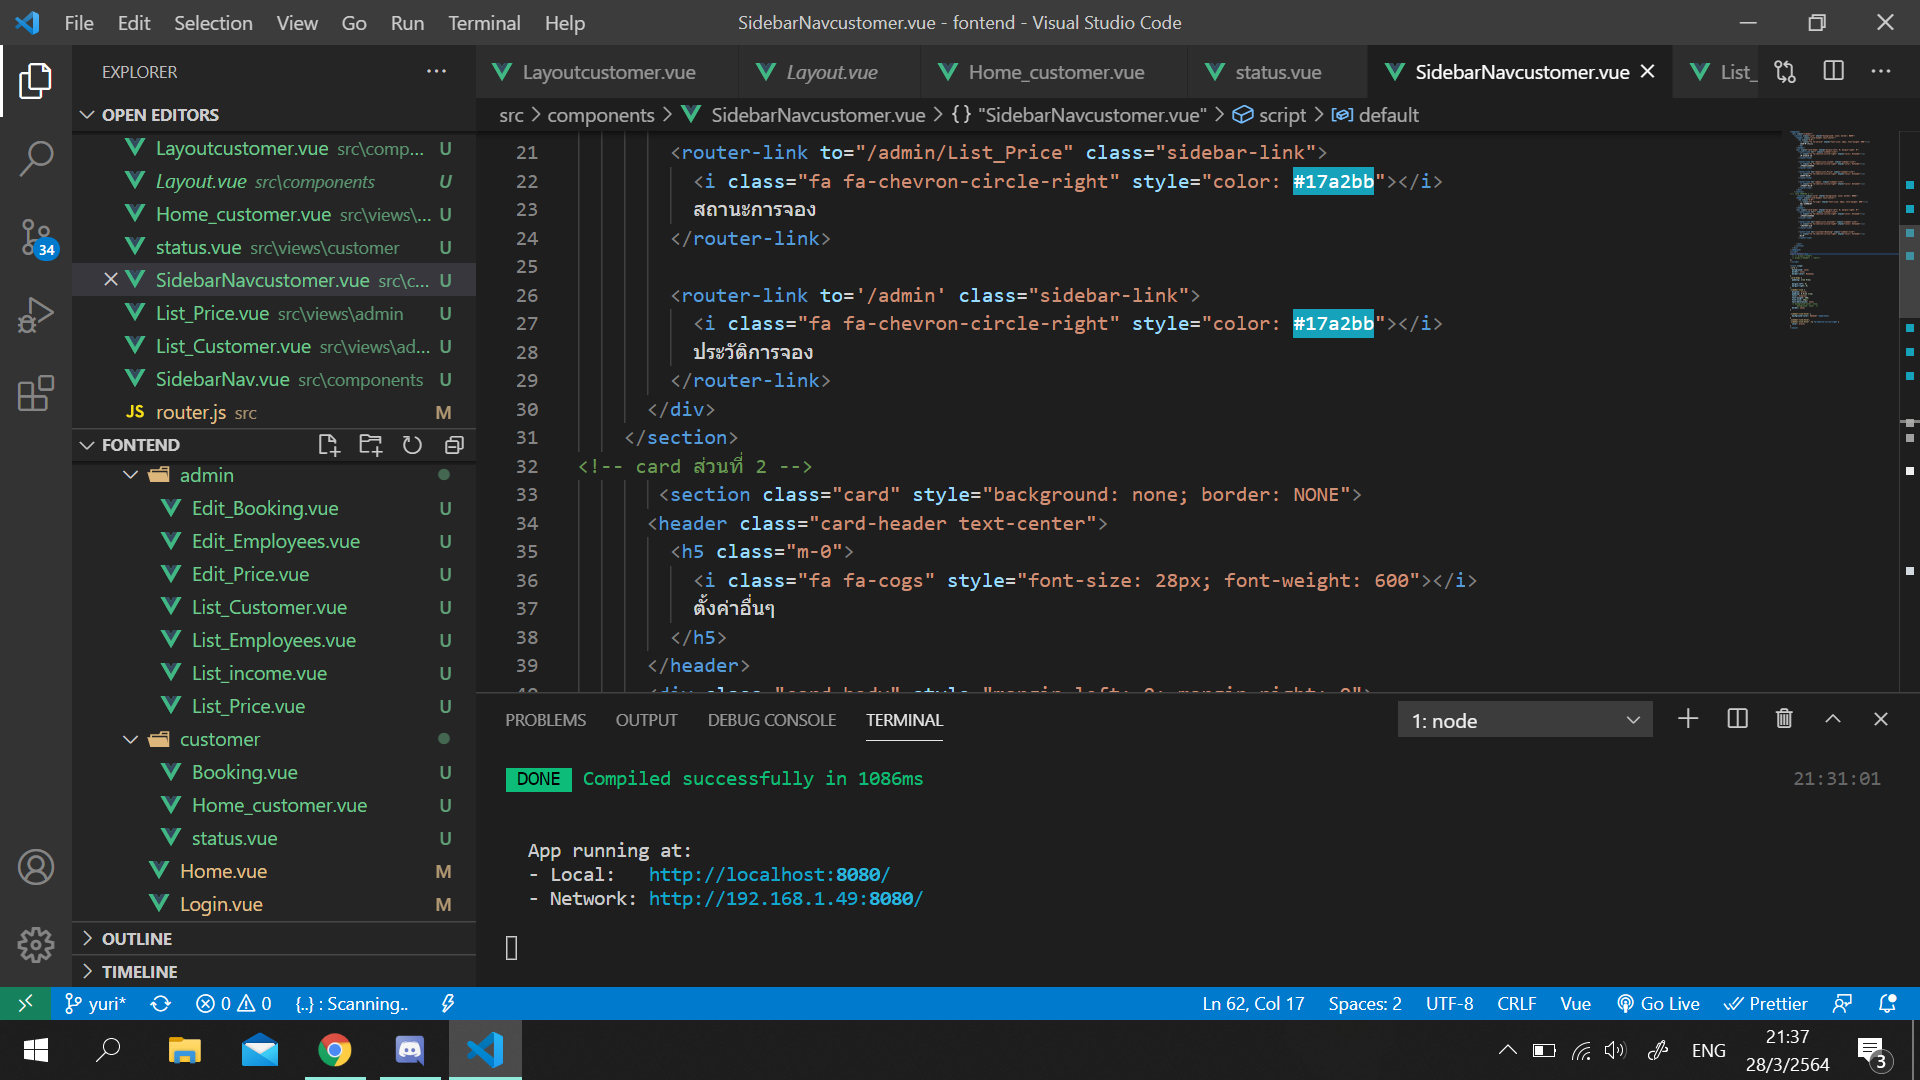 File Edit Selection View Go Run Terminal Help
SidebarNavcustomer.vue - fontend - Visual Studio Code
EXPLORER
Layoutcustomer.vue
Layout.vue
Home_customer.vue
status.vue
SidebarNavcustomer.vue
List_
src > components > SidebarNavcustomer.vue > {} "SidebarNavcustomer.vue" > script > default
OPEN EDITORS
Layoutcustomer.vue src\comp... U
Layout.vue src\components U
Home_customer.vue src\views\... U
status.vue src\views\customer U
SidebarNavcustomer.vue src\c... U
List_Price.vue src\views\admin U
List_Customer.vue src\views\ad... U
SidebarNav.vue src\components U
JS router.js src M
34
FONTEND
admin
Edit_Booking.vue U
Edit_Employees.vue U
Edit_Price.vue U
List_Customer.vue U
List_Employees.vue U
List_income.vue U
List_Price.vue U
customer
Booking.vue U
Home_customer.vue U
status.vue U
Home.vue M
Login.vue M
OUTLINE
TIMELINE
21 <router-link to="/admin/List_Price" class="sidebar-link">
22 <i class="fa fa-chevron-circle-right" style="color: #17a2bb"></i>
23 สถานะการจอง
24 </router-link>
25
26 <router-link to='/admin' class="sidebar-link">
27 <i class="fa fa-chevron-circle-right" style="color: #17a2bb"></i>
28 ประวัติการจอง
29 </router-link>
30 </div>
31 </section>
32 <!-- card ส่วนที่ 2 -->
33 <section class="card" style="background: none; border: NONE">
34 <header class="card-header text-center">
35 <h5 class="m-0">
36 <i class="fa fa-cogs" style="font-size: 28px; font-weight: 600"></i>
37 ตั้งค่าอื่นๆ
38 </h5>
39 </header>
PROBLEMS OUTPUT DEBUG CONSOLE TERMINAL
1: node
DONE Compiled successfully in 1086ms 21:31:01
App running at:
- Local: http://localhost:8080/
- Network: http://192.168.1.49:8080/
yuri* 0 0 {..} : Scanning..
Ln 62, Col 17 Spaces: 2 UTF-8 CRLF Vue Go Live Prettier
ENG
21:37
28/3/2564
3